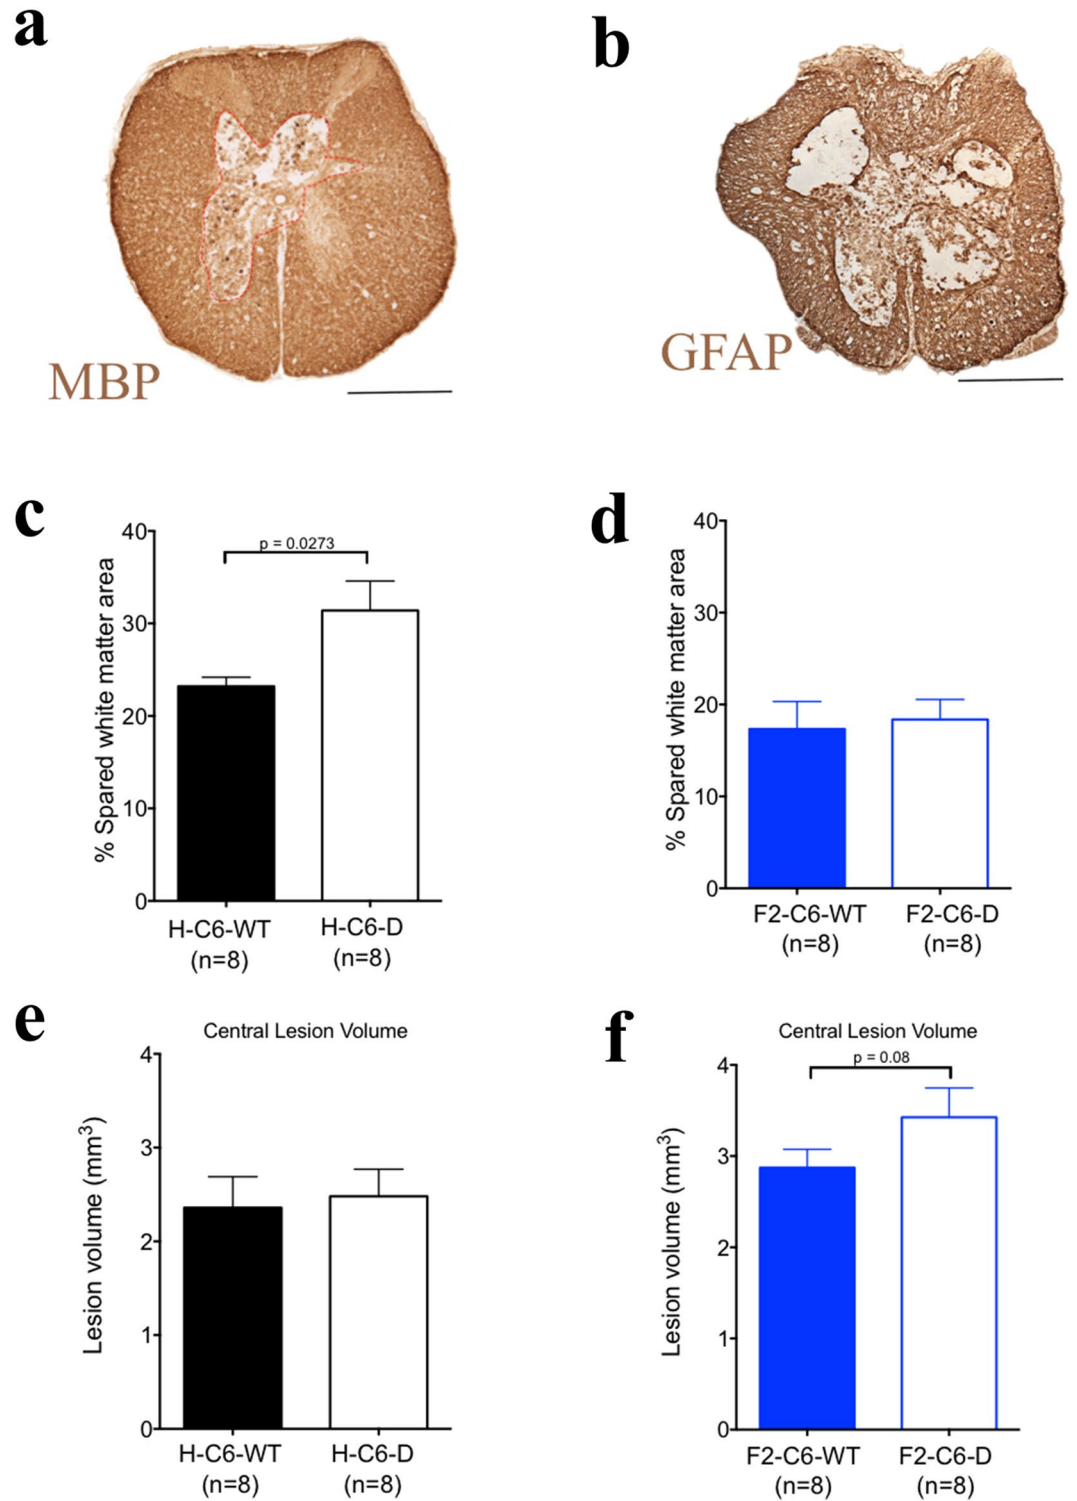 a
b
MBP
GFAP
c
d
% Spared white matter area
40
30
20
10
0
p = 0.0273
H-C6-WT
(n=8)
H-C6-D
(n=8)
% Spared white matter area
40
30
20
10
0
F2-C6-WT
(n=8)
F2-C6-D
(n=8)
e
f
Central Lesion Volume
Lesion volume (mm³)
4
3
2
1
0
H-C6-WT
(n=8)
H-C6-D
(n=8)
Central Lesion Volume
p = 0.08
Lesion volume (mm³)
4
3
2
1
0
F2-C6-WT
(n=8)
F2-C6-D
(n=8)